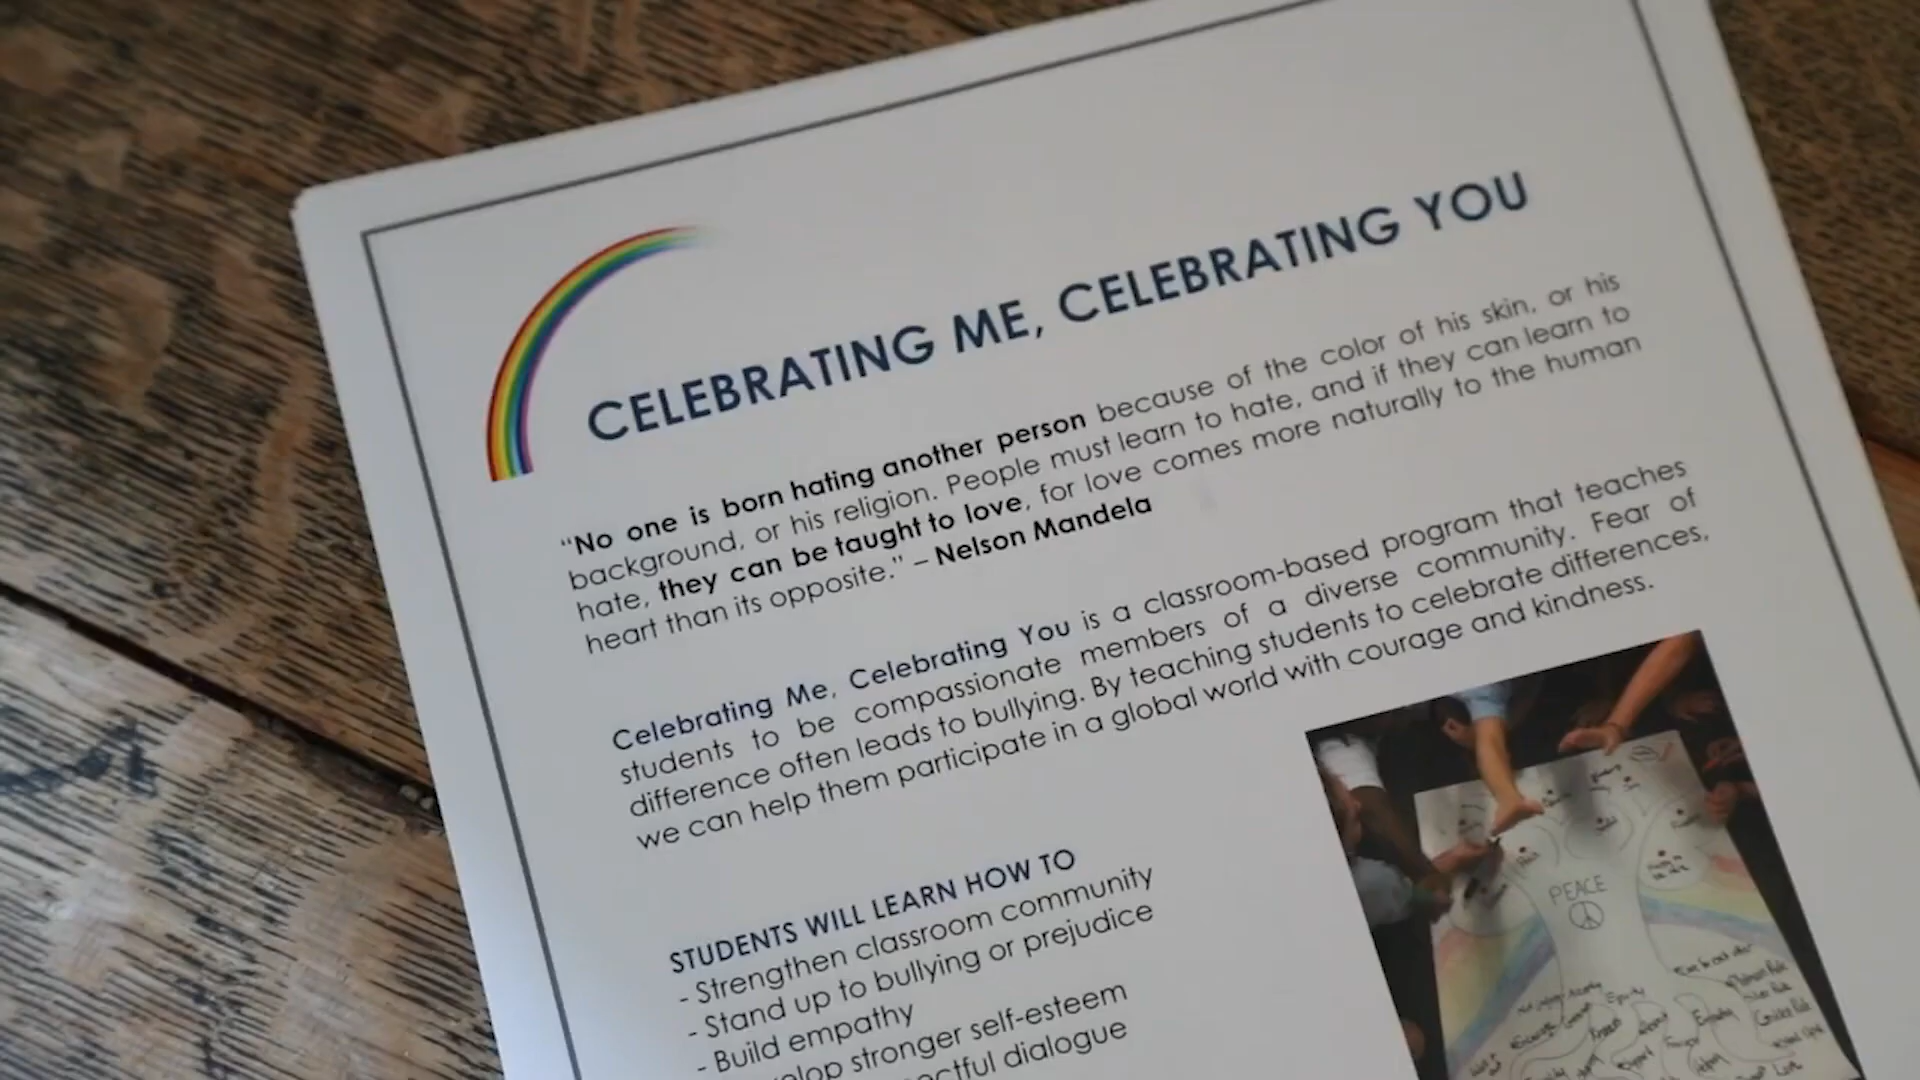 CELEBRATING ME, CELEBRATING YOU
“No one is born hating another person because of the color of his skin, or his
background, or his religion. People must learn to hate, and if they can learn to
hate, they can be taught to love, for love comes more naturally to the human
heart than its opposite.” – Nelson Mandela
Celebrating Me, Celebrating You is a classroom-based program that teaches
students to be compassionate members of a diverse community. Fear of
difference often leads to bullying. By teaching students to celebrate differences,
we can help them participate in a global world with courage and kindness.
STUDENTS WILL LEARN HOW TO
- Strengthen classroom community
- Stand up to bullying or prejudice
- Build empathy
stronger self-esteem
dialogue
PEACE